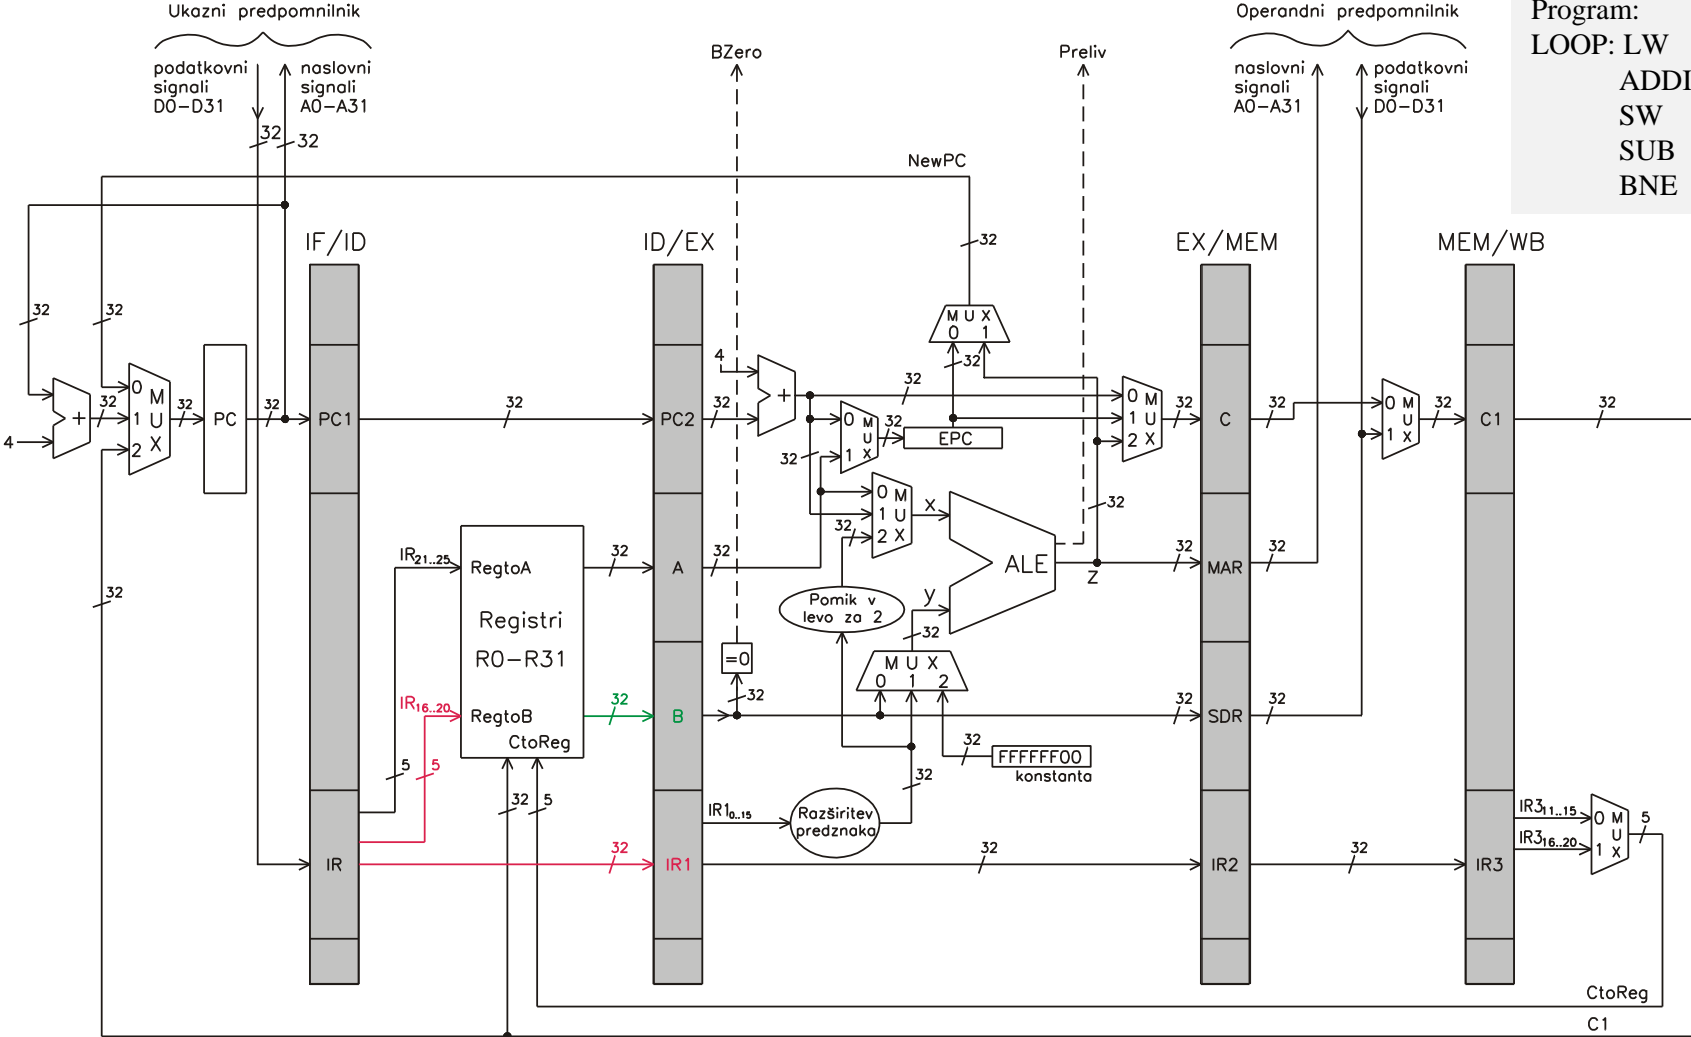 Ukazni predpomnilnik
podatkovni
signali
D0-D31
naslovni
signali
A0-A31
32
32
BZero
Preliv
Operandni predpomnilnik
naslovni
signali
A0-A31
podatkovni
signali
D0-D31
Program:
LOOP: LW
ADDI
SW
SUB
BNE
NewPC
32
IF/ID
ID/EX
EX/MEM
MEM/WB
32
32
4
+
32
0 M
1 U
2 X
32
PC
32
PC1
32
PC2
32
4
+
32
M U X
0 1
32
0 M
U
1 X
32
EPC
32
0 M
1 U
2 X
32
C
32
0 M
U
1 X
32
C1
32
0 M
1 U
2 X
32
x
y
ALE
z
32
32
MAR
32
IR21..25
RegtoA
32
A
32
Registri
R0-R31
Pomik v
levo za 2
32
=0
32
M U X
0 1 2
IR16..20
RegtoB
32
B
CtoReg
32
SDR
32
5
5
32
5
32
FFFFFF00
konstanta
32
IR1 0..15
Razširitev
predznaka
IR
32
IR1
32
IR2
32
IR3
IR3 11..15
IR3 16..20
0 M
U
1 X
5
32
CtoReg
C1